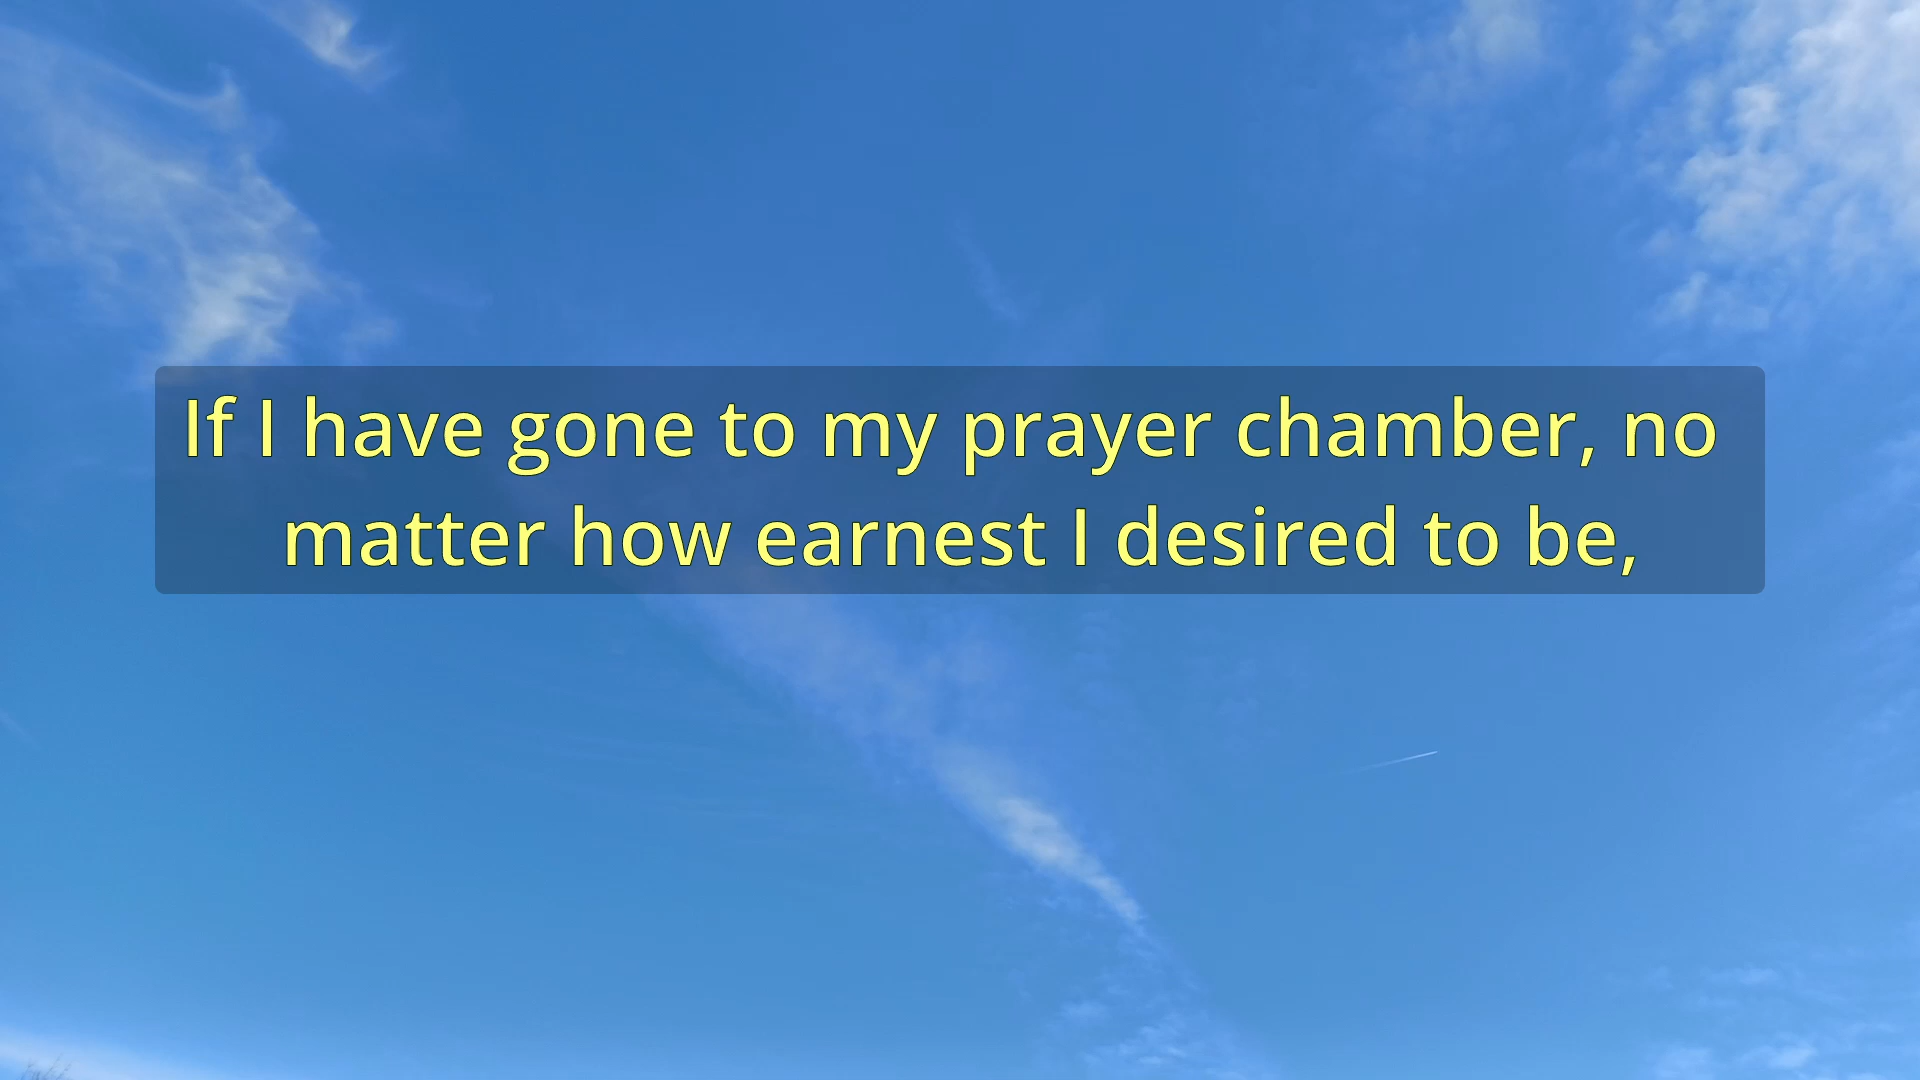 If I have gone to my prayer chamber, no
matter how earnest I desired to be,